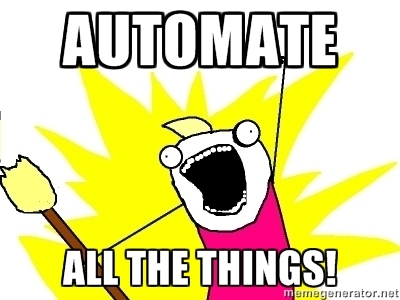 AUTOMATE
ALL THE THINGS!
memegenerator.net